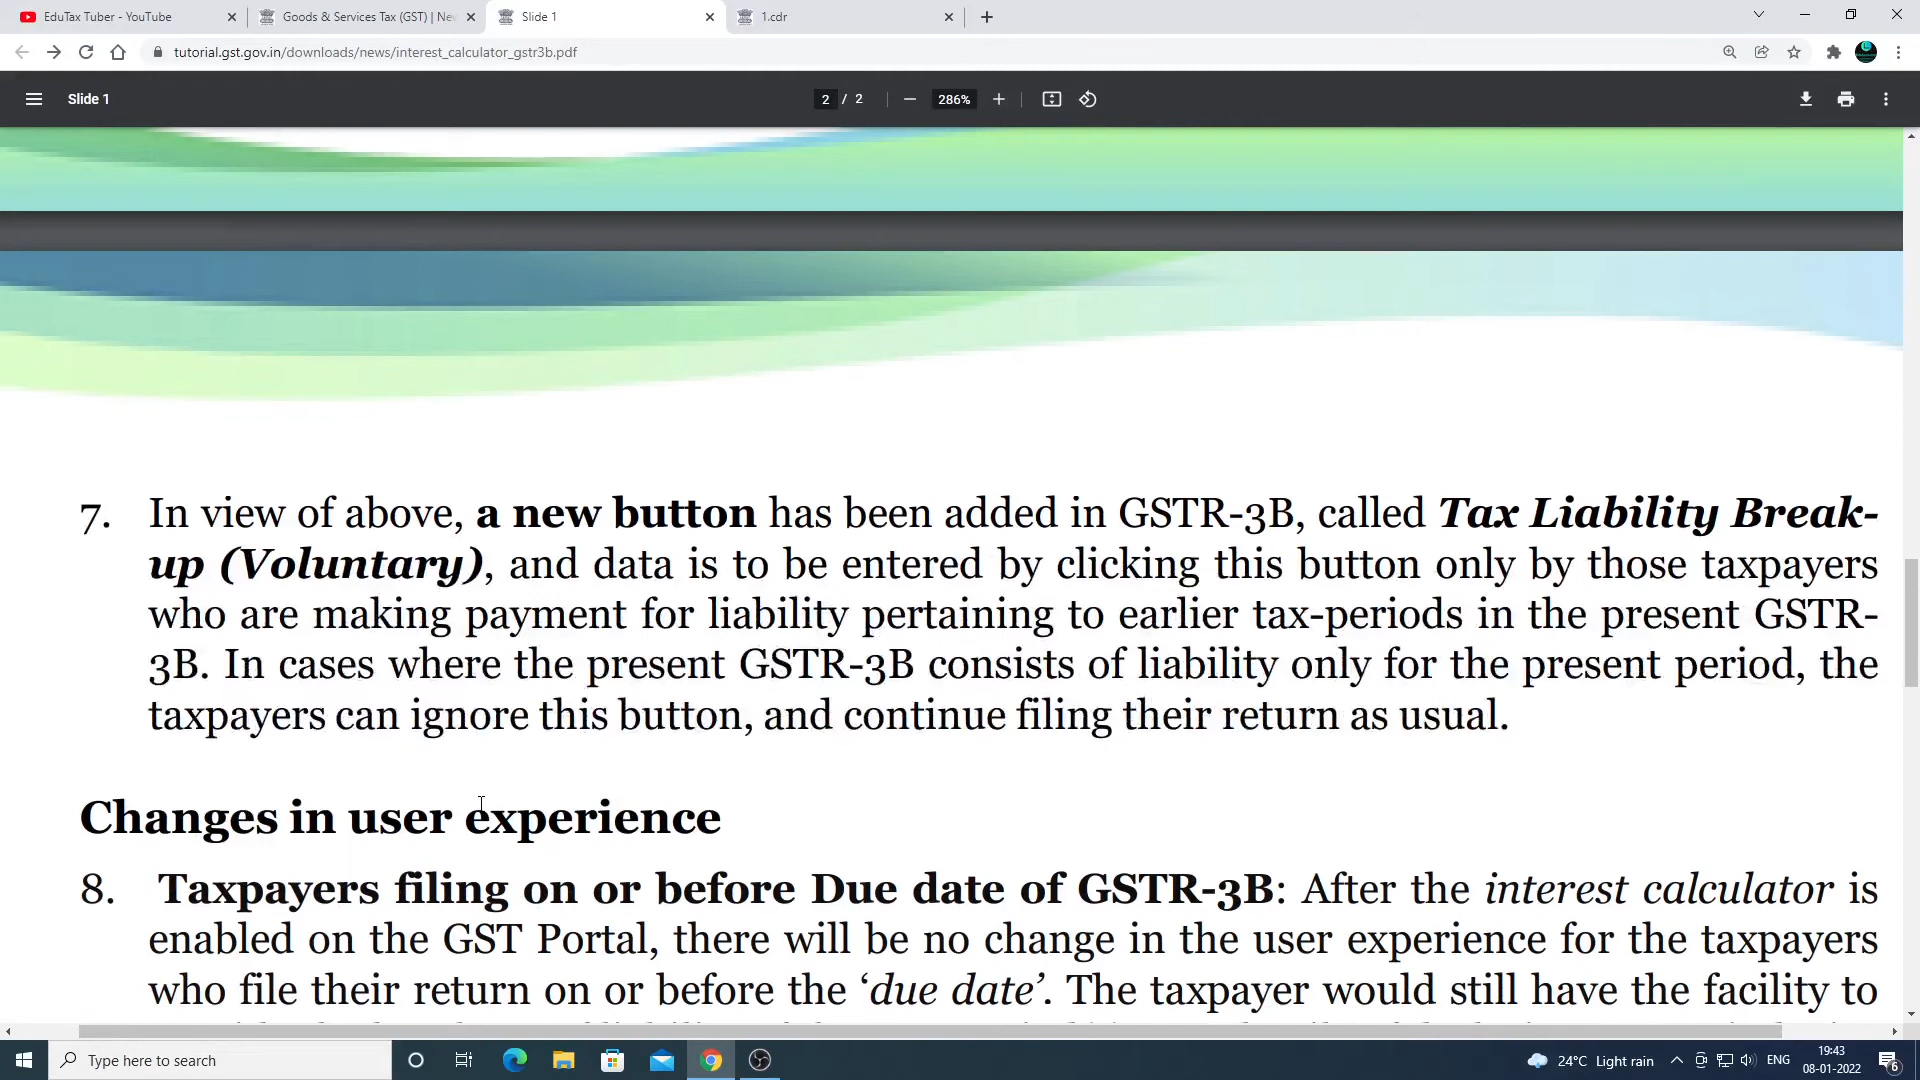 EduTax Tuber - YouTube
Goods & Services Tax (GST) | Nev
Slide 1
1.cdr
tutorial.gst.gov.in/downloads/news/interest_calculator_gstr3b.pdf
Slide 1
2 / 2
286%
7. In view of above, a new button has been added in GSTR-3B, called Tax Liability Break-
up (Voluntary), and data is to be entered by clicking this button only by those taxpayers
who are making payment for liability pertaining to earlier tax-periods in the present GSTR-
3B. In cases where the present GSTR-3B consists of liability only for the present period, the
taxpayers can ignore this button, and continue filing their return as usual.
Changes in user experience
8. Taxpayers filing on or before Due date of GSTR-3B: After the interest calculator is
enabled on the GST Portal, there will be no change in the user experience for the taxpayers
who file their return on or before the ‘due date’. The taxpayer would still have the facility to
Type here to search
24°C Light rain
ENG
19:43
08-01-2022
6